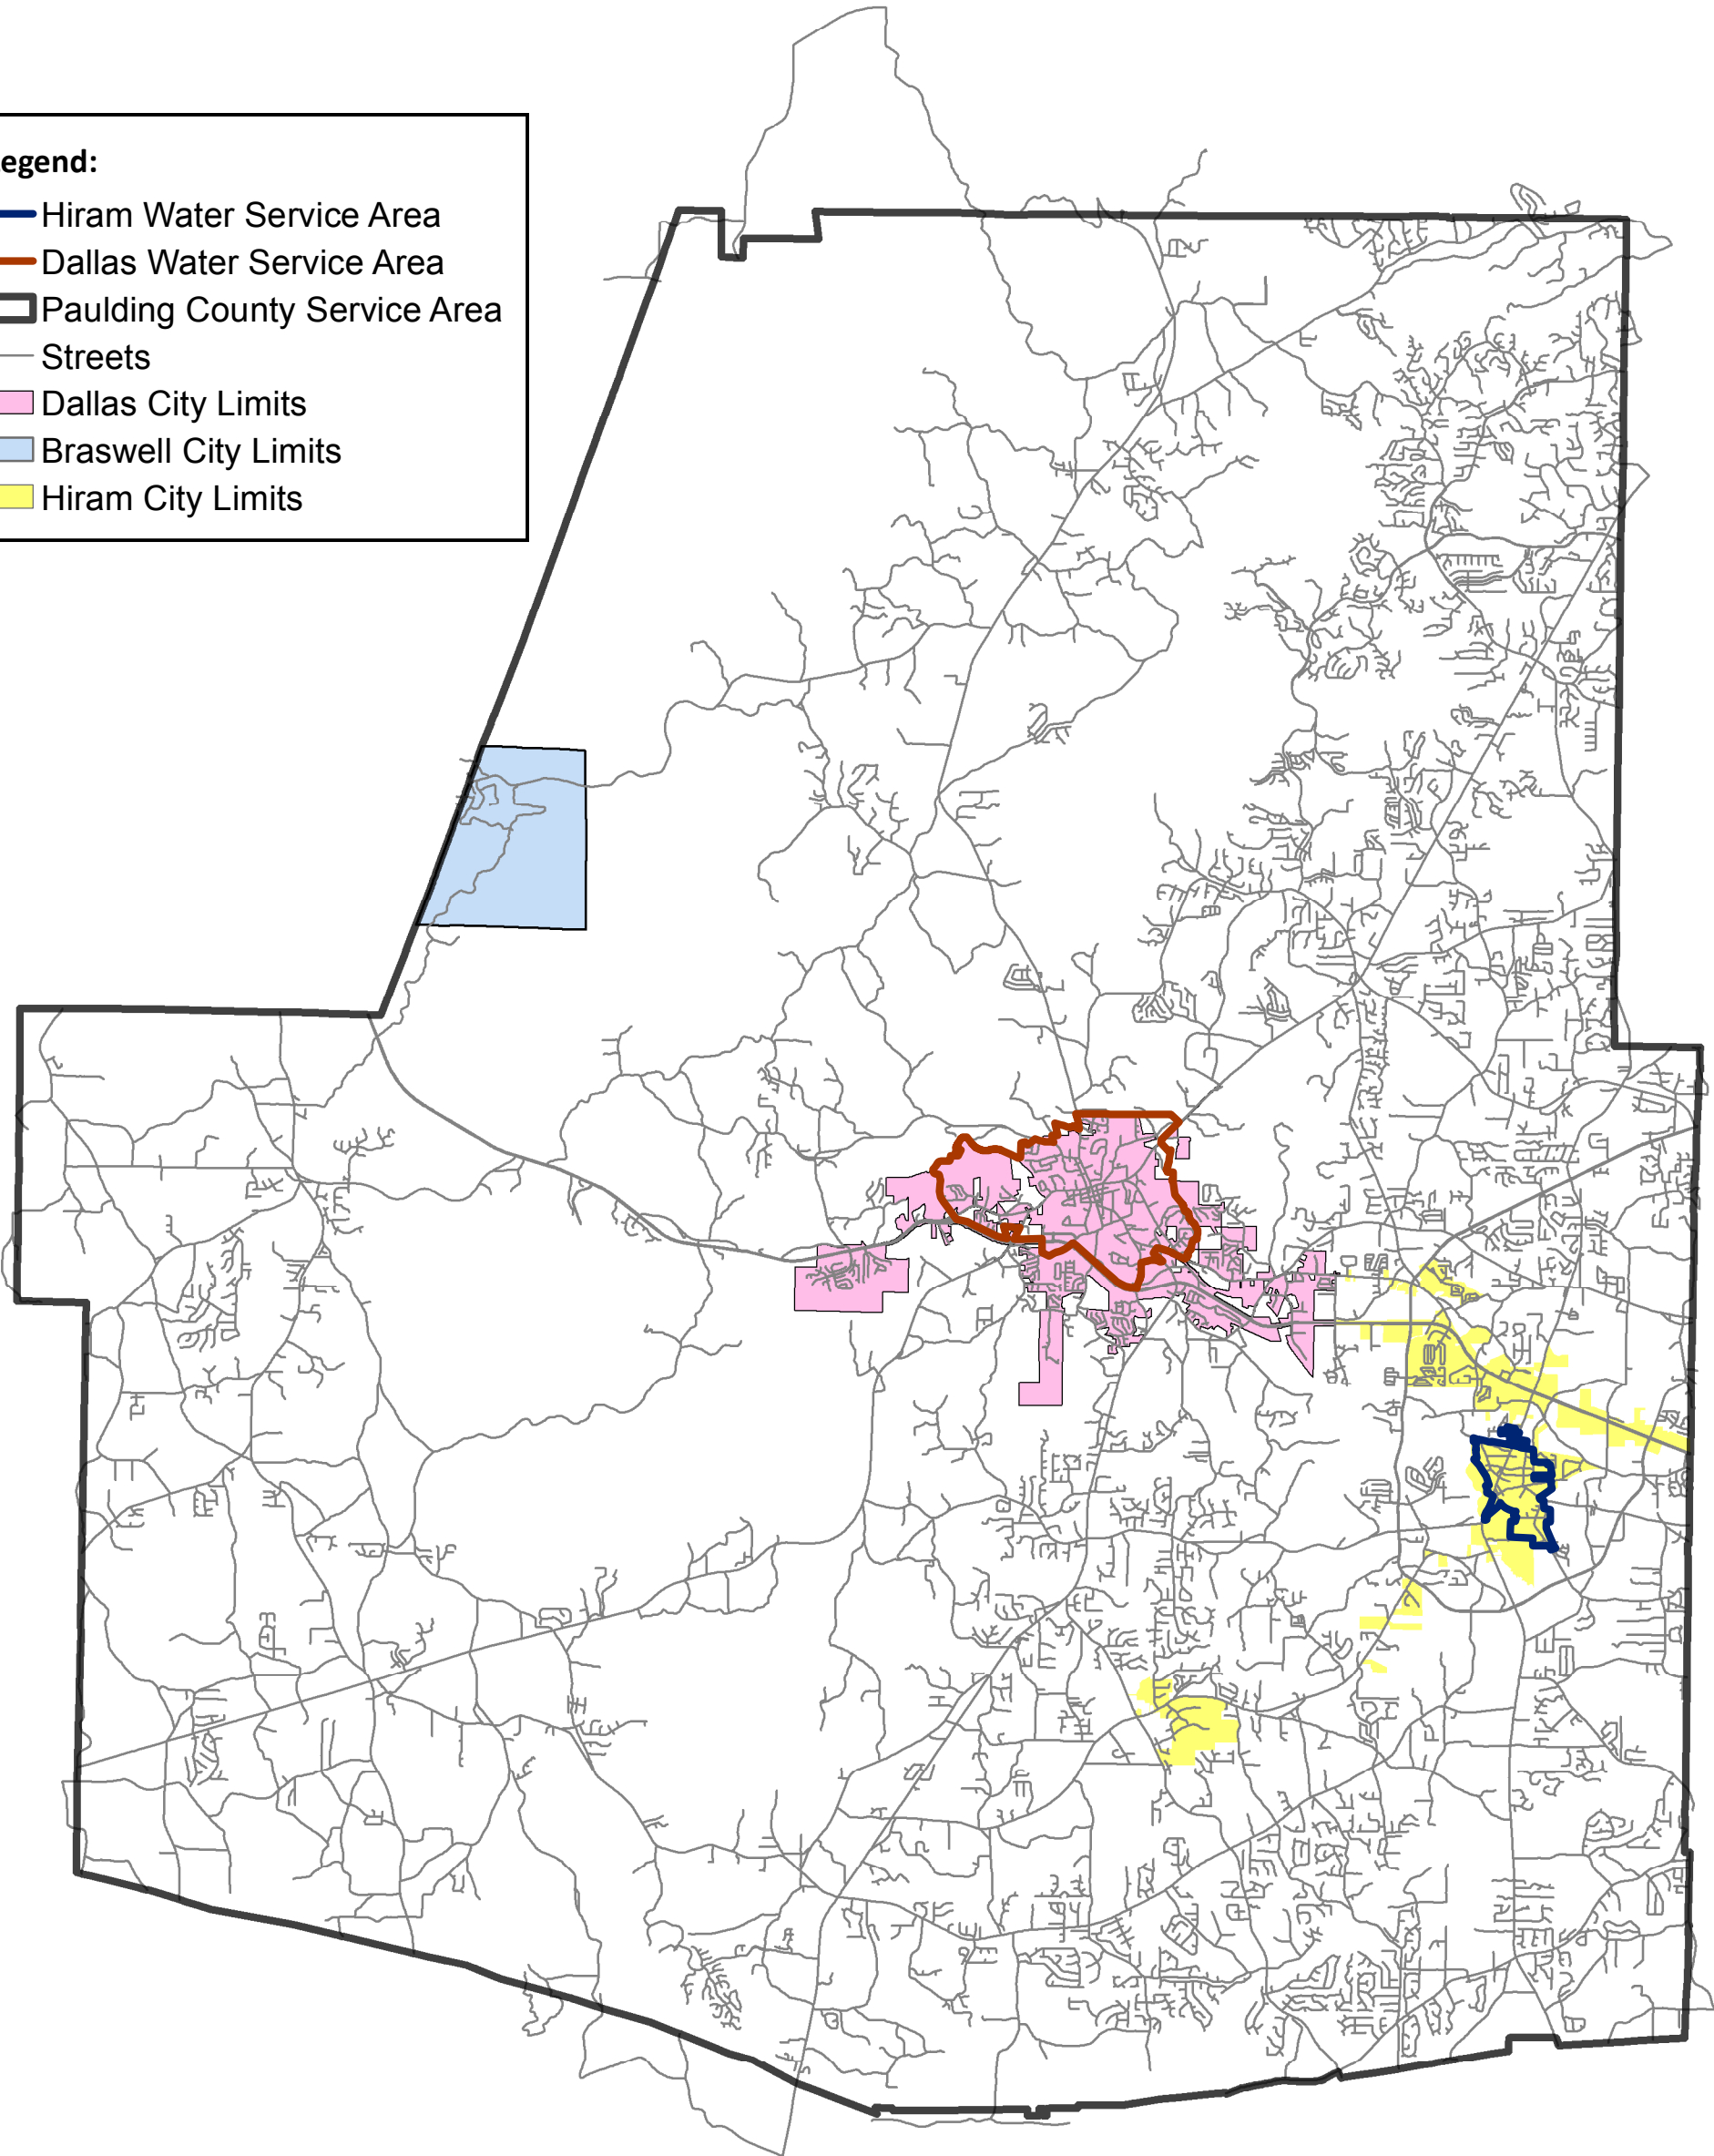 egend:
Hiram Water Service Area
Dallas Water Service Area
Paulding County Service Area
Streets
Dallas City Limits
Braswell City Limits
Hiram City Limits